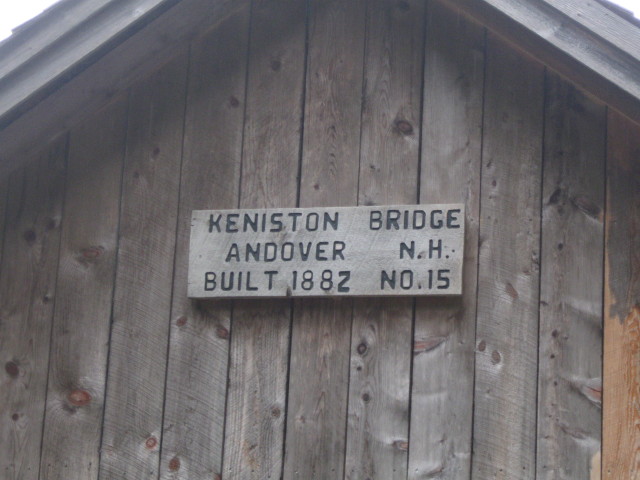 KENISTON BRIDGE
ANDOVER N.H.
BUILT 1882 NO.15